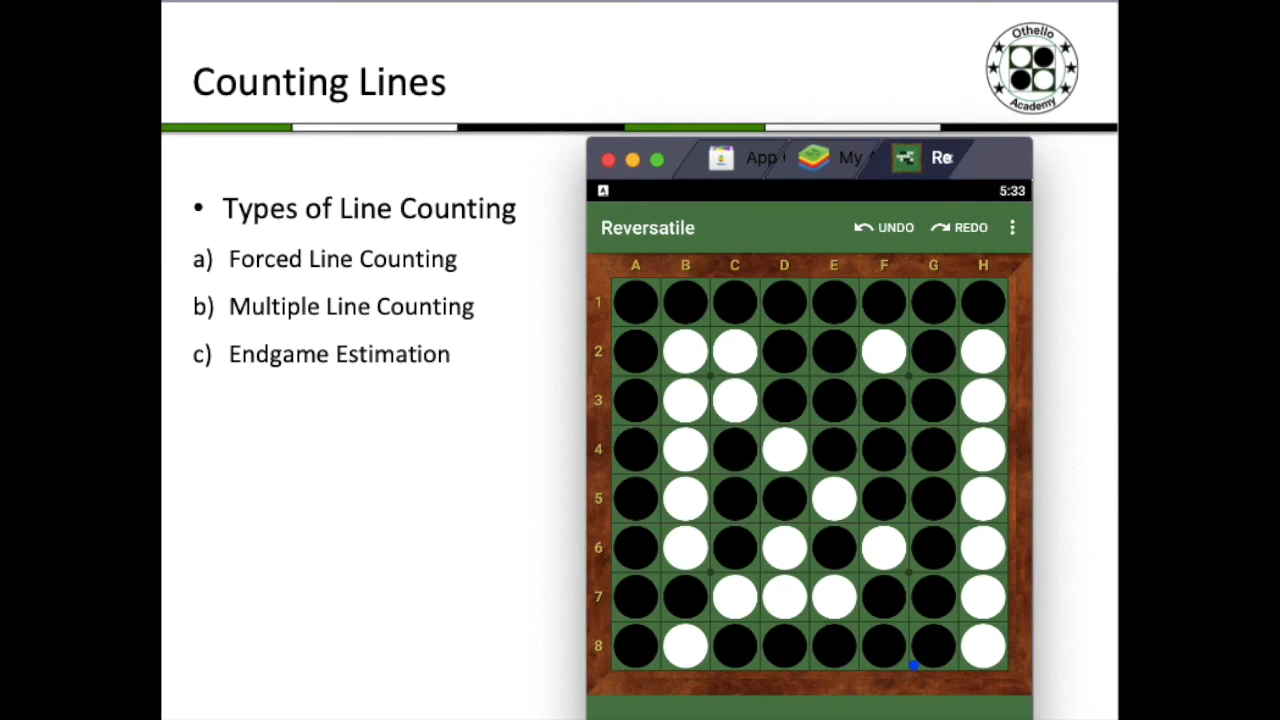 Othello
Academy
Counting Lines
App
My
Re
A
5:33
• Types of Line Counting
a) Forced Line Counting
b) Multiple Line Counting
c) Endgame Estimation
Reversatile
UNDO
REDO
A B C D E F G H
1
2
3
4
5
6
7
8